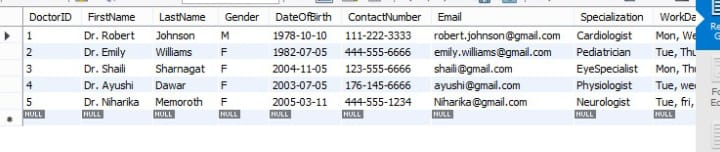 DoctorID FirstName LastName Gender DateOfBirth ContactNumber Email Specialization WorkDa
1 Dr. Robert Johnson M 1978-10-10 111-222-3333 robert.johnson@gmail.com Cardiologist Mon, We
2 Dr. Emily Williams F 1982-07-05 444-555-6666 emily.williams@gmail.com Pediatrician Tue, Thu
3 Dr. Shaili Sharnagat F 2004-11-05 123-555-6666 shaili@gmail.com EyeSpecialist Mon, Thu
4 Dr. Ayushi Dawar F 2003-07-05 176-145-6666 ayushi@gmail.com Physiologist Tue, wed
5 Dr. Niharika Memoroth F 2005-03-11 444-555-1234 Niharika@gmail.com Neurologist Tue, fri,
NULL NULL NULL NULL NULL NULL NULL NULL NULL